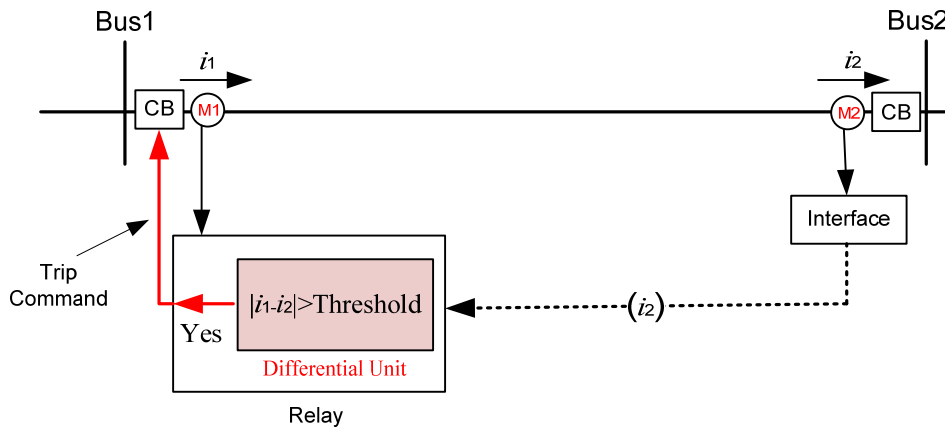 Bus1
Bus2
i1
i2
CB
M1
M2
CB
Interface
Trip
Command
|i1-i2|>Threshold
(i2)
Yes
Differential Unit
Relay